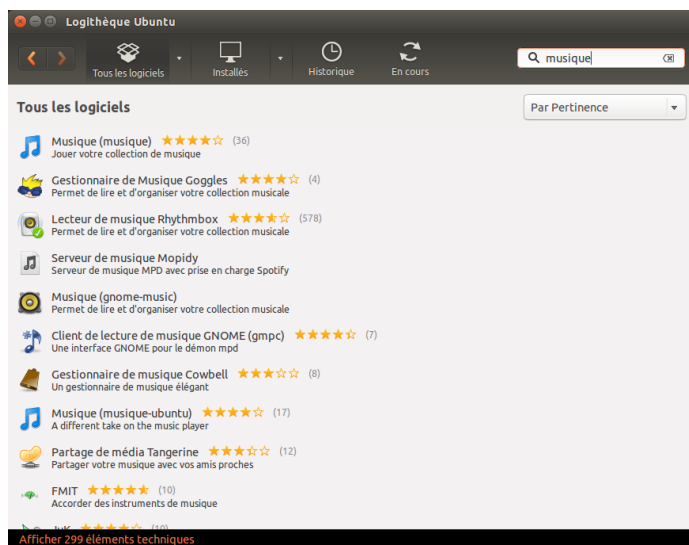 Logithèque Ubuntu
Tous les logiciels
Installés
Historique
En cours
musique
Tous les logiciels
Par Pertinence
Musique (musique) (36)
Jouer votre collection de musique
Gestionnaire de Musique Goggles (4)
Permet de lire et d'organiser votre collection musicale
Lecteur de musique Rhythmbox (578)
Permet de lire et d'organiser votre collection musicale
Serveur de musique Mopidy
Serveur de musique MPD avec prise en charge Spotify
Musique (gnome-music)
Permet de lire et d'organiser votre collection musicale
Client de lecture de musique GNOME (gmpc) (7)
Une interface GNOME pour le démon mpd
Gestionnaire de musique Cowbell (8)
Un gestionnaire de musique élégant
Musique (musique-ubuntu) (17)
A different take on the music player
Partage de média Tangerine (12)
Partager votre musique avec vos amis proches
FMIT (10)
Accorder des instruments de musique
Afficher 299 éléments techniques